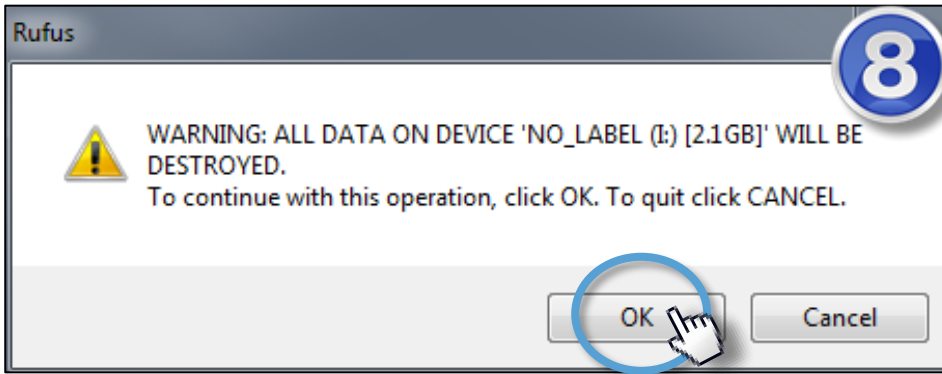 Rufus
8
WARNING: ALL DATA ON DEVICE 'NO_LABEL (I:) [2.1GB]' WILL BE
DESTROYED.
To continue with this operation, click OK. To quit click CANCEL.
OK
Cancel